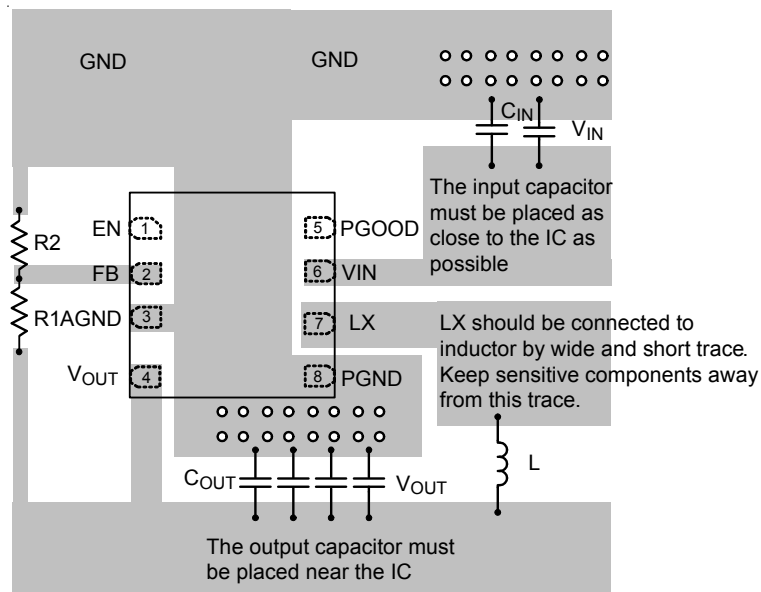 GND
GND
CIN
VIN
The input capacitor
must be placed as
close to the IC as
possible
EN
1
5
PGOOD
R2
FB
2
6
VIN
R1
AGND
3
7
LX
LX should be connected to
inductor by wide and short trace.
Keep sensitive components away
from this trace.
VOUT
4
8
PGND
COUT
VOUT
L
The output capacitor must
be placed near the IC